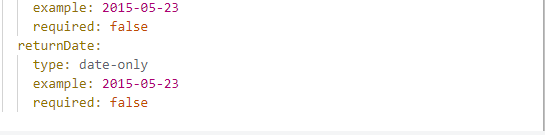 example: 2015-05-23
required: false
returnDate:
type: date-only
example: 2015-05-23
required: false